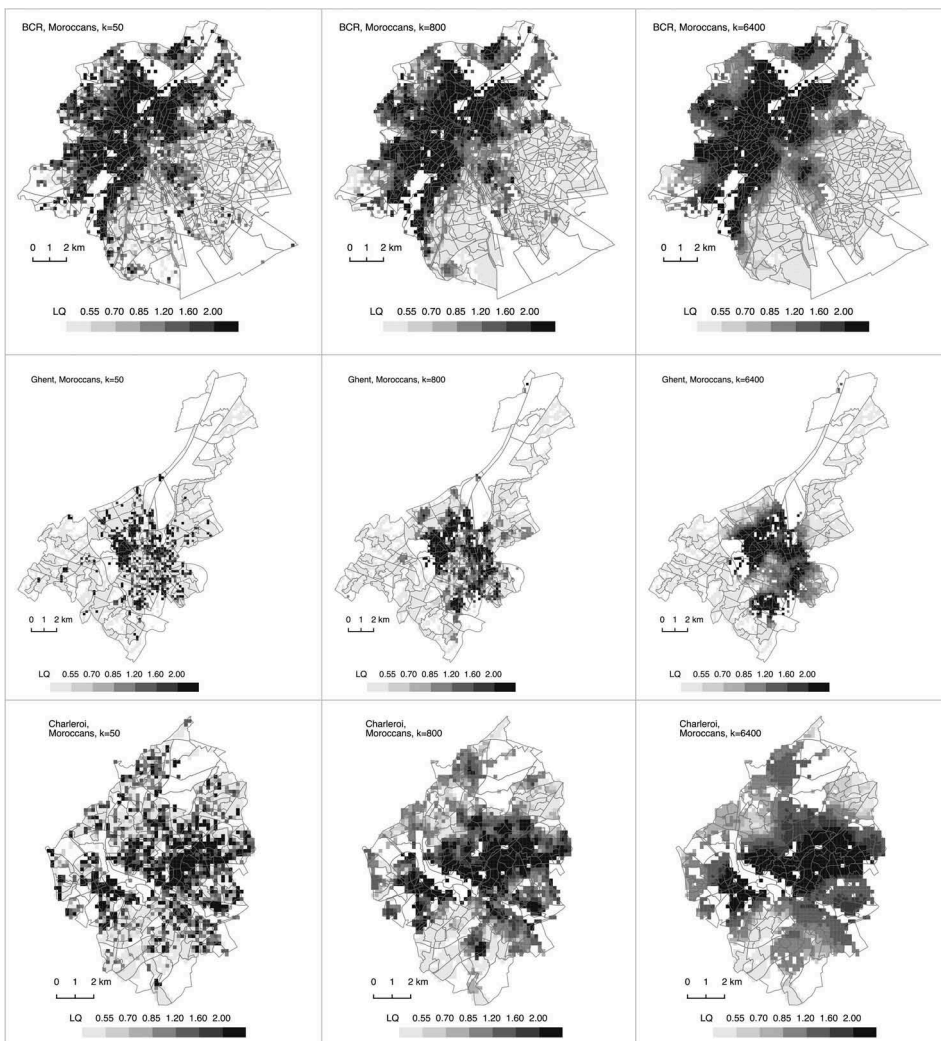 BCR, Moroccans, k=50
0 1 2 km
LQ 0.55 0.70 0.85 1.20 1.60 2.00
BCR, Moroccans, k=800
0 1 2 km
LQ 0.55 0.70 0.85 1.20 1.60 2.00
BCR, Moroccans, k=6400
0 1 2 km
LQ 0.55 0.70 0.85 1.20 1.60 2.00
Ghent, Moroccans, k=50
0 1 2 km
LQ 0.55 0.70 0.85 1.20 1.60 2.00
Ghent, Moroccans, k=800
0 1 2 km
LQ 0.55 0.70 0.85 1.20 1.60 2.00
Ghent, Moroccans, k=6400
0 1 2 km
LQ 0.55 0.70 0.85 1.20 1.60 2.00
Charleroi,
Moroccans, k=50
0 1 2 km
LQ 0.55 0.70 0.85 1.20 1.60 2.00
Charleroi,
Moroccans, k=800
0 1 2 km
LQ 0.55 0.70 0.85 1.20 1.60 2.00
Charleroi,
Moroccans, k=6400
0 1 2 km
LQ 0.55 0.70 0.85 1.20 1.60 2.00